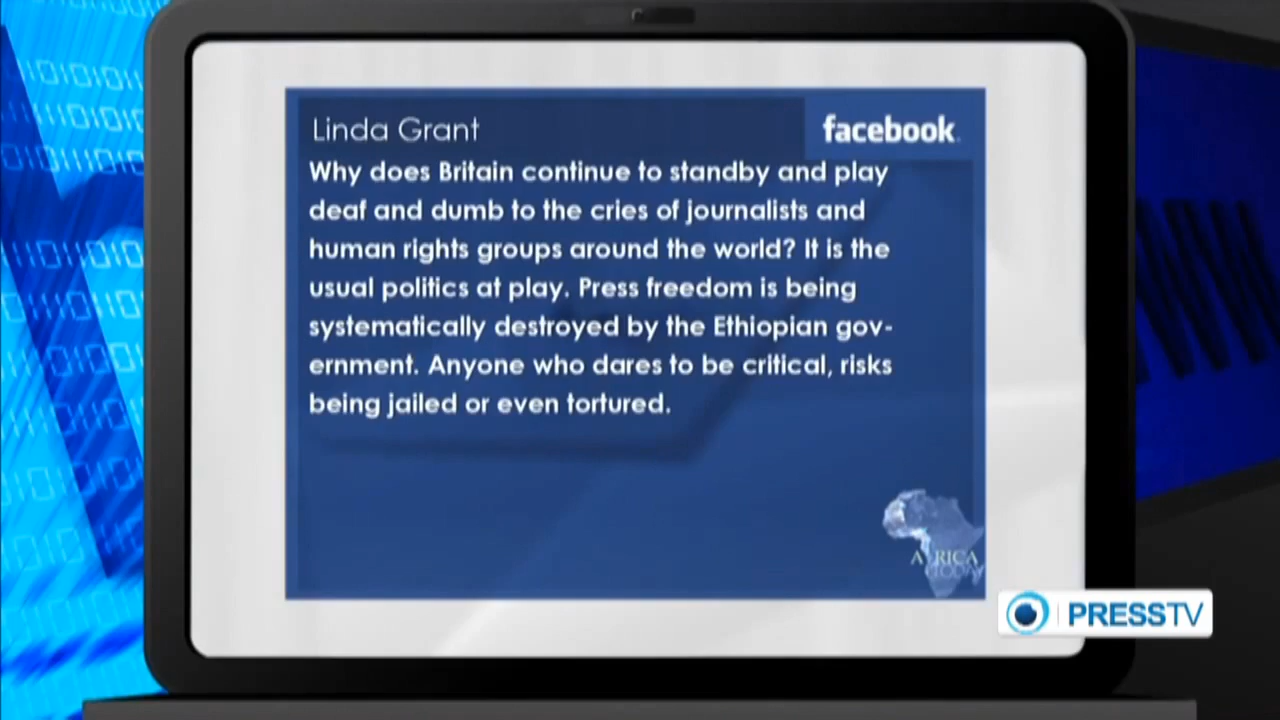 Linda Grant
facebook
Why does Britain continue to standby and play
deaf and dumb to the cries of journalists and
human rights groups around the world? It is the
usual politics at play. Press freedom is being
systematically destroyed by the Ethiopian gov-
ernment. Anyone who dares to be critical, risks
being jailed or even tortured.
AFRICA
TODAY
PRESSTV